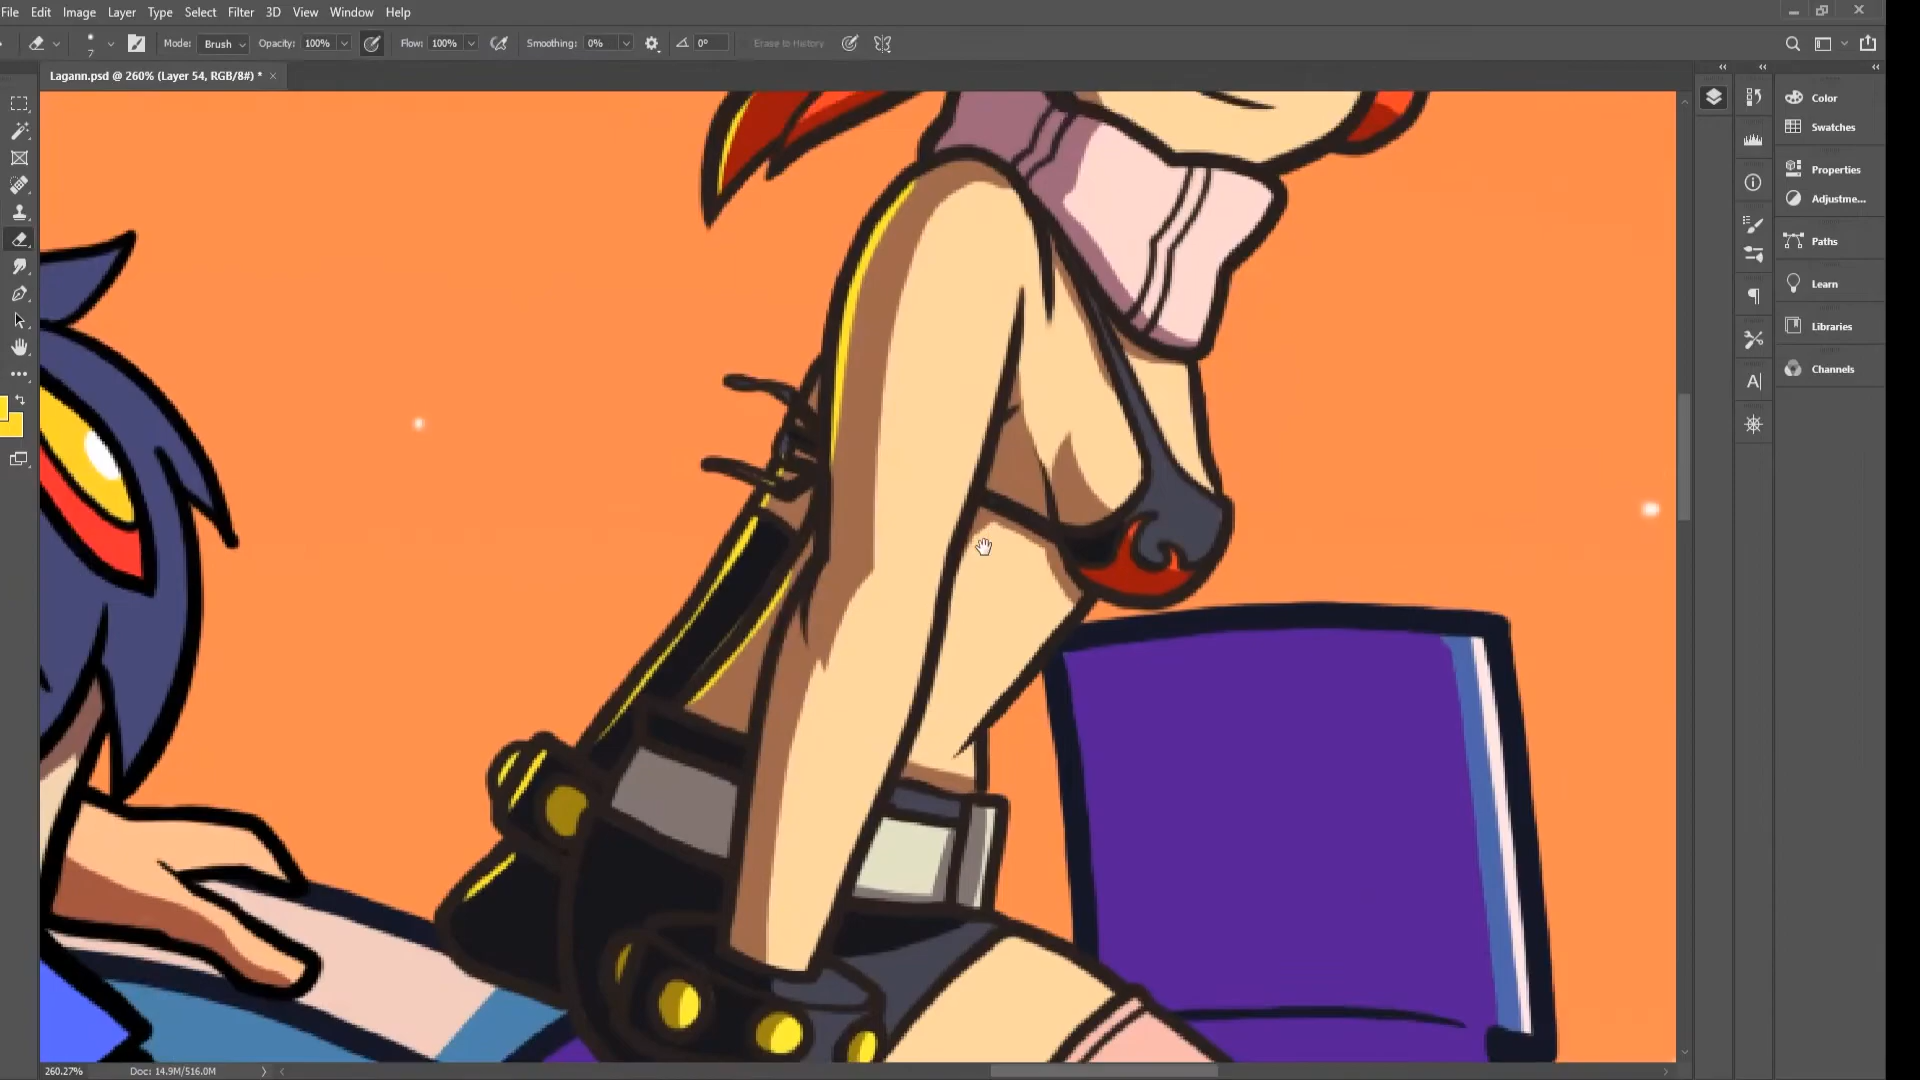 File Edit Image Layer Type Select Filter 3D View Window Help
7 Mode: Brush Opacity: 100% Flow: 100% Smoothing: 0% 0° Erase to History
Lagann.psd @ 260% (Layer 54, RGB/8#) * ×
Color
Swatches
Properties
Adjustme...
Paths
Learn
Libraries
Channels
260.27% Doc: 14.9M/516.0M